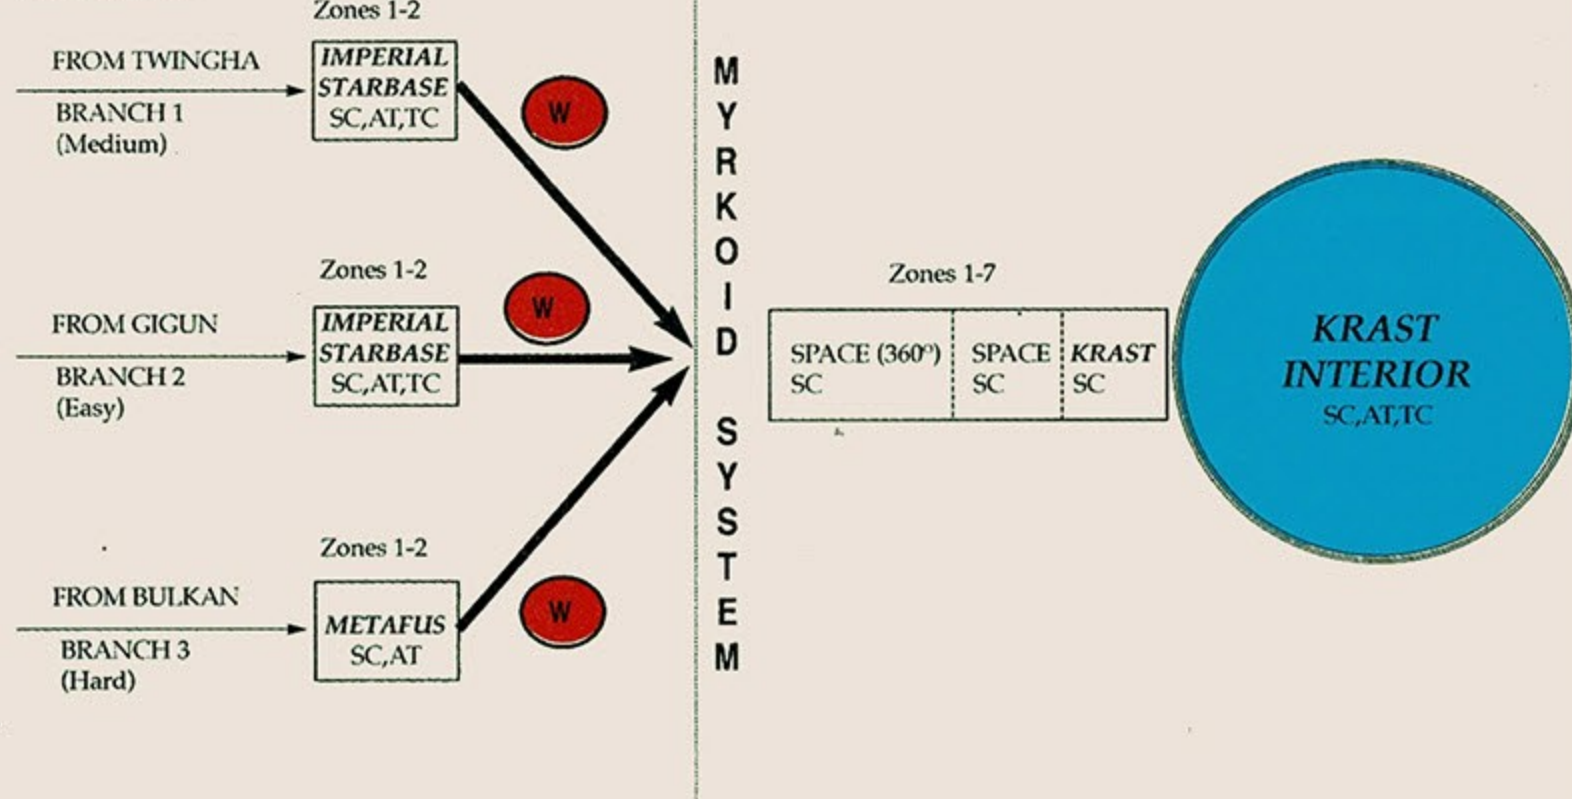 Zones 1-2
FROM TWINGHA
BRANCH 1
(Medium)
IMPERIAL
STARBASE
SC,AT,TC
W
Zones 1-2
FROM GIGUN
BRANCH 2
(Easy)
IMPERIAL
STARBASE
SC,AT,TC
W
Zones 1-2
FROM BULKAN
BRANCH 3
(Hard)
METAFUS
SC,AT
W
MYRKOID SYSTEM
Zones 1-7
SPACE (360°)
SC
SPACE
SC
KRAST
SC
KRAST
INTERIOR
SC,AT,TC